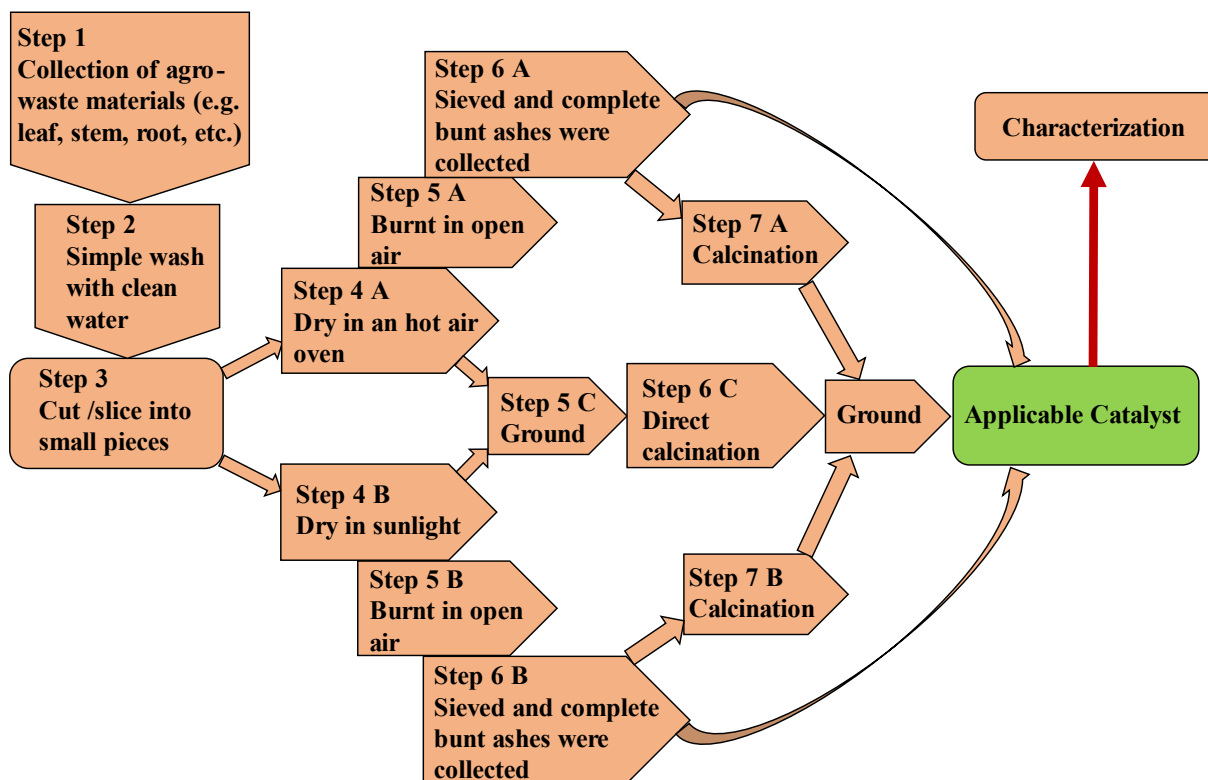 Step 1
Collection of agro-
waste materials (e.g.
leaf, stem, root, etc.)
Step 2
Simple wash
with clean
water
Step 3
Cut /slice into
small pieces
Step 4 A
Dry in an hot air
oven
Step 4 B
Dry in sunlight
Step 5 A
Burnt in open
air
Step 5 C
Ground
Step 5 B
Burnt in open
air
Step 6 A
Sieved and complete
bunt ashes were
collected
Step 6 C
Direct
calcination
Step 6 B
Sieved and complete
bunt ashes were
collected
Step 7 A
Calcination
Step 7 B
Calcination
Ground
Applicable Catalyst
Characterization